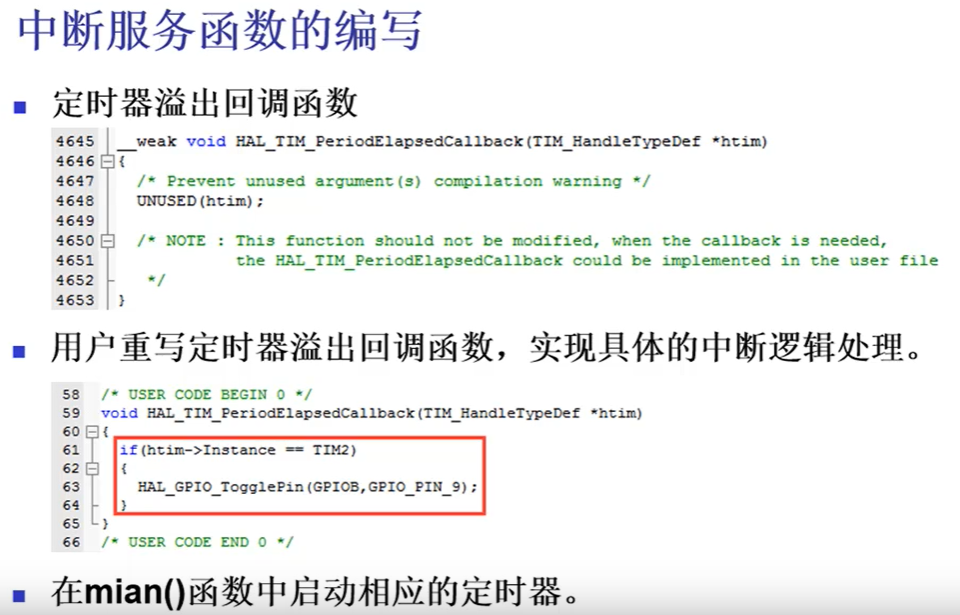 中断服务函数的编写
定时器溢出回调函数
4645 __weak void HAL_TIM_PeriodElapsedCallback(TIM_HandleTypeDef *htim)
4646 {
4647 /* Prevent unused argument(s) compilation warning */
4648 UNUSED(htim);
4649
4650 /* NOTE : This function should not be modified, when the callback is needed,
4651 the HAL_TIM_PeriodElapsedCallback could be implemented in the user file
4652 */
4653 }
用户重写定时器溢出回调函数，实现具体的中断逻辑处理。
58 /* USER CODE BEGIN 0 */
59 void HAL_TIM_PeriodElapsedCallback(TIM_HandleTypeDef *htim)
60 {
61 if(htim->Instance == TIM2)
62 {
63 HAL_GPIO_TogglePin(GPIOB,GPIO_PIN_9);
64 }
65 }
66 /* USER CODE END 0 */
在mian()函数中启动相应的定时器。